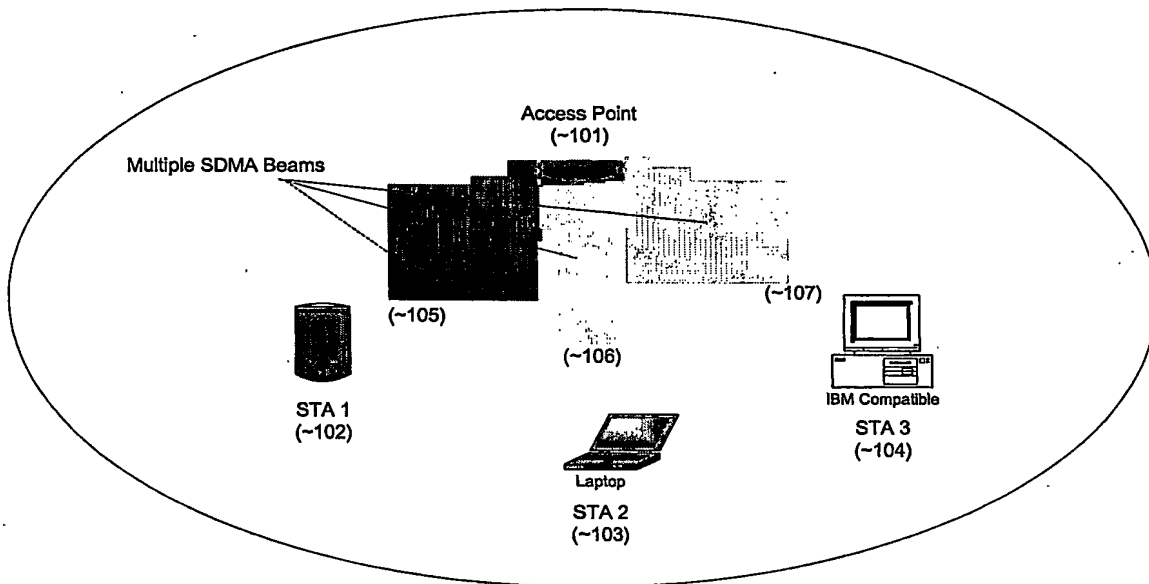 Access Point
(~101)
Multiple SDMA Beams
(~107)
(~105)
(~106)
IBM Compatible
STA 1
(~102)
STA 3
(~104)
Laptop
STA 2
(~103)